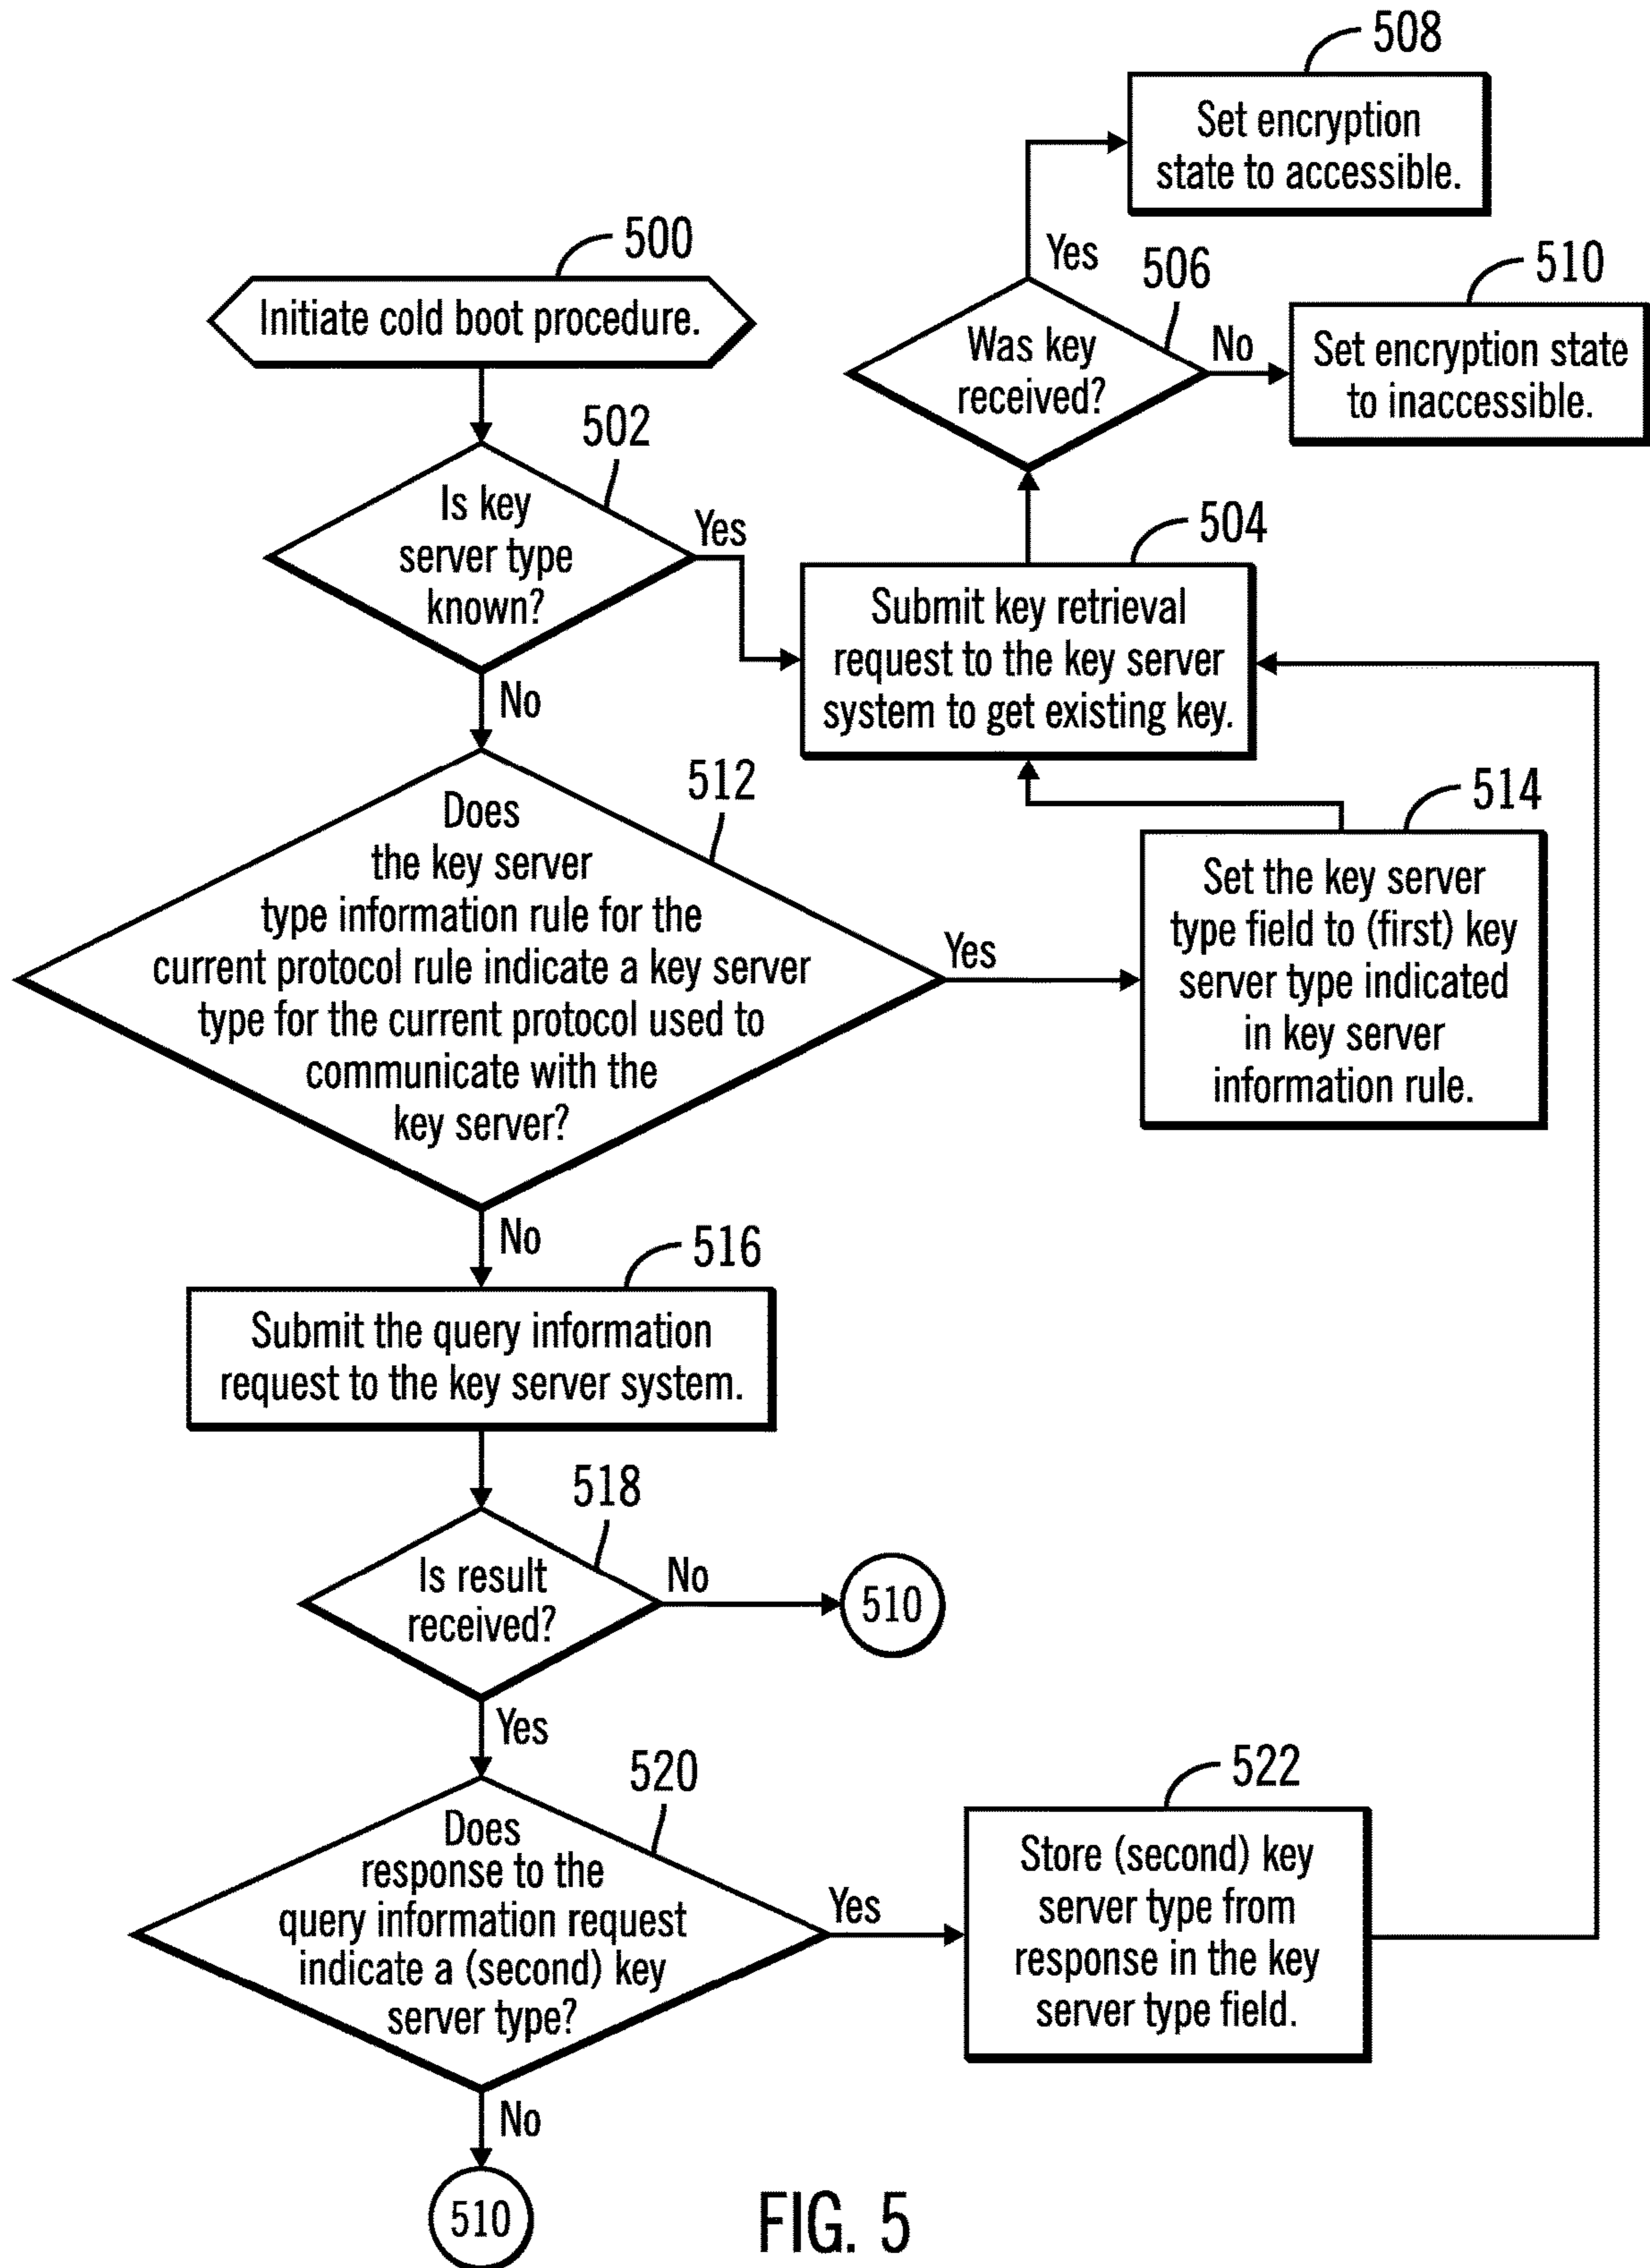 508
Set encryption
state to accessible.
500
Initiate cold boot procedure.
Yes
506
510
Was key
received?
No
Set encryption state
to inaccessible.
502
Is key
server type
known?
Yes
504
Submit key retrieval
request to the key server
system to get existing key.
No
512
Does
the key server
type information rule for the
current protocol rule indicate a key server
type for the current protocol used to
communicate with the
key server?
Yes
514
Set the key server
type field to (first) key
server type indicated
in key server
information rule.
No
516
Submit the query information
request to the key server system.
518
Is result
received?
No
510
Yes
520
Does
response to the
query information request
indicate a (second) key
server type?
Yes
522
Store (second) key
server type from
response in the key
server type field.
No
510
FIG. 5